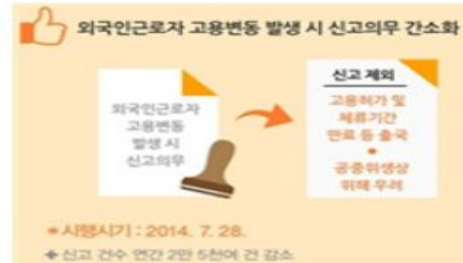 외국인근로자 고용변동 발생 시 신고의무 간소화
외국인근로자
고용변동
발생 시
신고의무
신고 제외
고용허가 및
체류기간
만료 등 출국
공중위생상
위해 우려
시행시기 : 2014. 7. 28.
신고 건수 연간 2만 5천여 건 감소